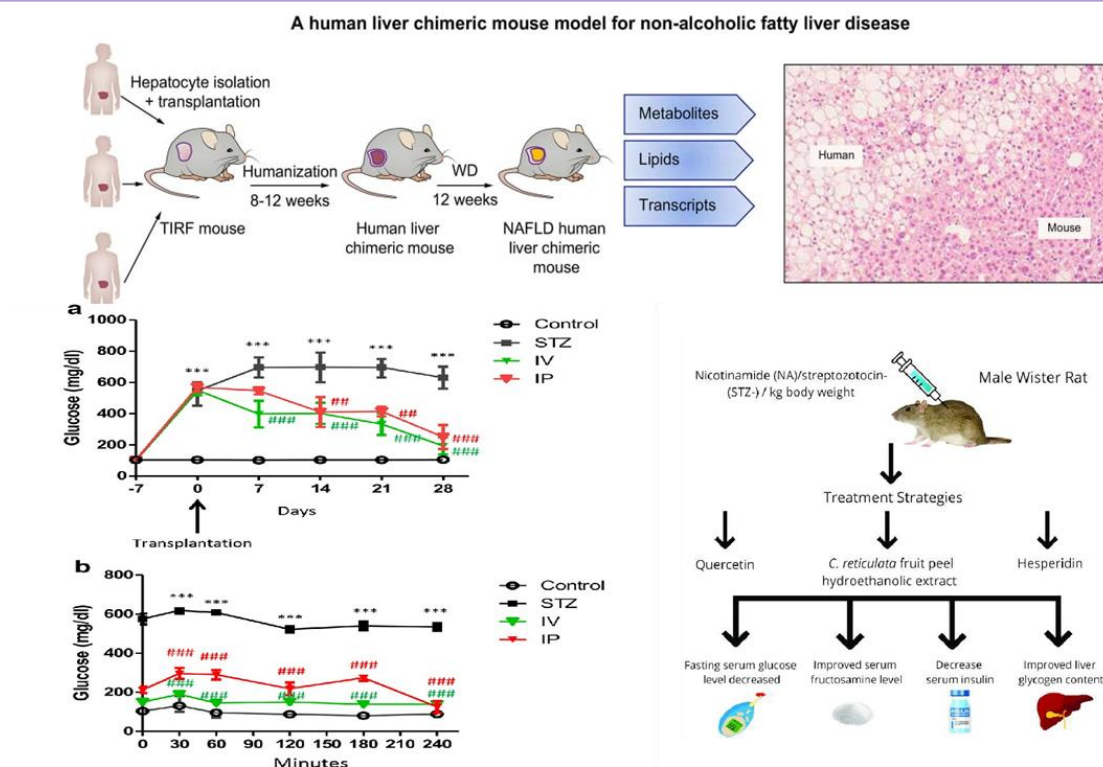 A human liver chimeric mouse model for non-alcoholic fatty liver disease
Hepatocyte isolation
+ transplantation
Humanization
8-12 weeks
WD
12 weeks
TIRF mouse
Human liver
chimeric mouse
NAFLD human
liver chimeric
mouse
Metabolites
Lipids
Transcripts
Human
Mouse
a
Glucose (mg/dl)
1000
800
600
400
200
0
***
***
***
***
***
##
##
###
###
###
###
###
-7
0
7
14
21
28
Days
Transplantation
Control
STZ
IV
IP
b
Glucose (mg/dl)
800
600
400
200
0
***
***
***
***
***
###
###
###
###
###
###
###
###
###
###
0
30
60
90
120
150
180
210
240
Minutes
Control
STZ
IV
IP
Nicotinamide (NA)/streptozotocin-
(STZ-) / kg body weight
Male Wister Rat
Treatment Strategies
Quercetin
C. reticulata fruit peel
hydroethanolic extract
Hesperidin
Fasting serum glucose
level decreased
Improved serum
fructosamine level
Decrease
serum insulin
Improved liver
glycogen content